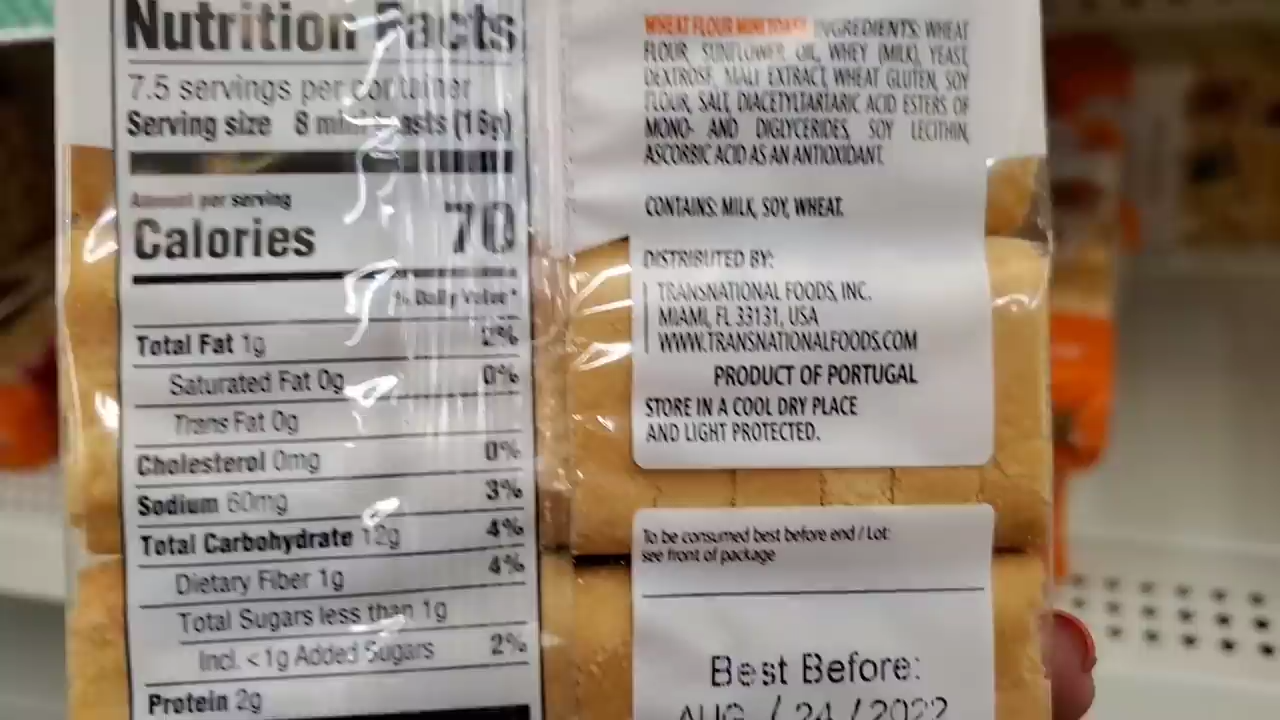 Nutrition Facts
7.5 servings per container
Serving size 8 mini toasts (16g)
Amount per serving
Calories 70
% Daily Value*
Total Fat 1g 2%
Saturated Fat 0g 0%
Trans Fat 0g
Cholesterol 0mg 0%
Sodium 60mg 3%
Total Carbohydrate 12g 4%
Dietary Fiber 1g 4%
Total Sugars less than 1g
Incl. <1g Added Sugars 2%
Protein 2g
WHEAT FLOUR MINI TOAST INGREDIENTS: WHEAT
FLOUR, SUNFLOWER OIL, WHEY (MILK), YEAST,
DEXTROSE, MALT EXTRACT, WHEAT GLUTEN, SOY
FLOUR, SALT, DIACETYLTARTARIC ACID ESTERS OF
MONO- AND DIGLYCERIDES, SOY LECITHIN,
ASCORBIC ACID AS AN ANTIOXIDANT.
CONTAINS: MILK, SOY, WHEAT.
DISTRIBUTED BY:
TRANSNATIONAL FOODS, INC.
MIAMI, FL 33131, USA
WWW.TRANSNATIONALFOODS.COM
PRODUCT OF PORTUGAL
STORE IN A COOL DRY PLACE
AND LIGHT PROTECTED.
To be consumed best before end / Lot:
see front of package
Best Before:
AUG / 24 / 2022